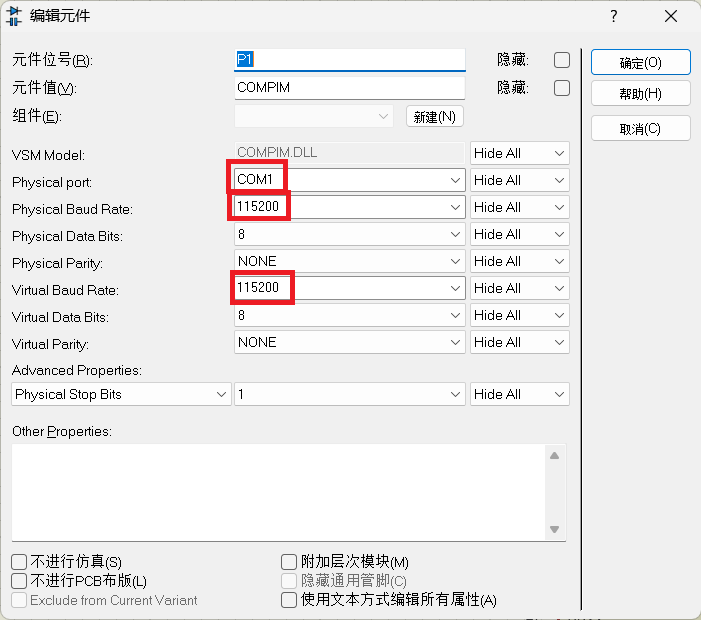 编辑元件 ?
元件位号(R): P1 隐藏: 确定(O)
元件值(V): COMPIM 隐藏: 帮助(H)
组件(E): 新建(N) 取消(C)
VSM Model: COMPIM.DLL Hide All
Physical port: COM1 Hide All
Physical Baud Rate: 115200 Hide All
Physical Data Bits: 8 Hide All
Physical Parity: NONE Hide All
Virtual Baud Rate: 115200 Hide All
Virtual Data Bits: 8 Hide All
Virtual Parity: NONE Hide All
Advanced Properties:
Physical Stop Bits 1 Hide All
Other Properties:
不进行仿真(S) 附加层次模块(M)
不进行PCB布版(L) 隐藏通用管脚(C)
Exclude from Current Variant 使用文本方式编辑所有属性(A)